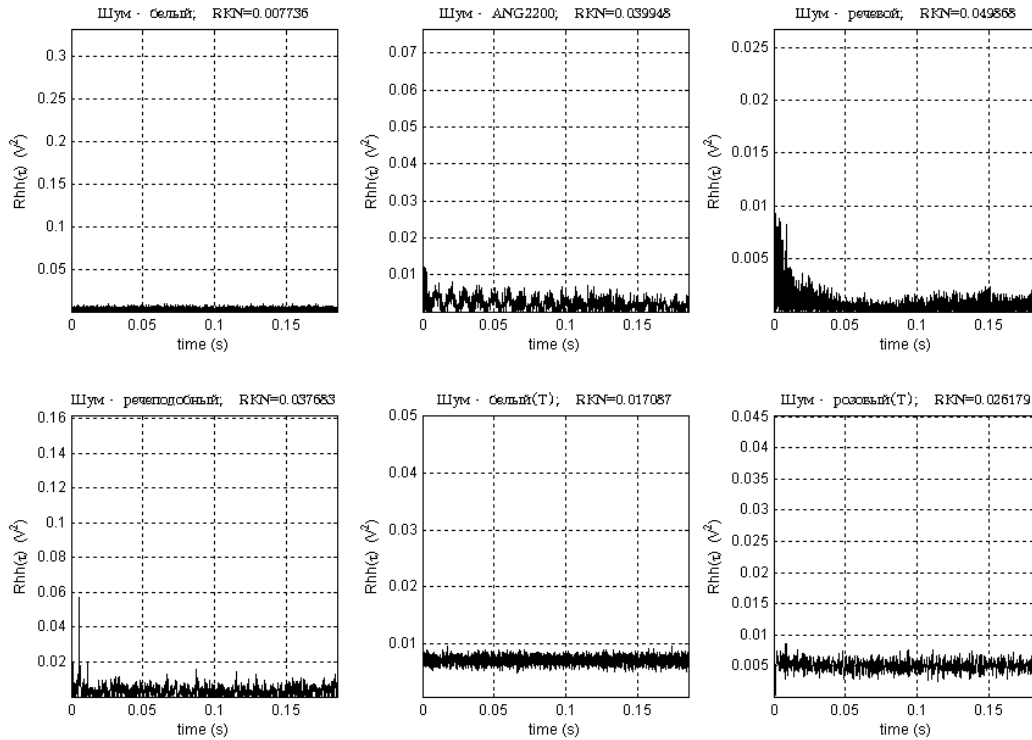 Шум - белый; RKN=0.007736
0.3
0.25
0.2
0.15
0.1
0.05
Rhh(τ) (V²)
0 0.05 0.1 0.15
time (s)
Шум - ANG2200; RKN=0.039948
0.07
0.06
0.05
0.04
0.03
0.02
0.01
Rhh(τ) (V²)
0 0.05 0.1 0.15
time (s)
Шум - речевой; RKN=0.049868
0.025
0.02
0.015
0.01
0.005
Rhh(τ) (V²)
0 0.05 0.1 0.15
time (s)
Шум - речеподобный; RKN=0.037683
0.16
0.14
0.12
0.1
0.08
0.06
0.04
0.02
Rhh(τ) (V²)
0 0.05 0.1 0.15
time (s)
Шум - белый(Т); RKN=0.017087
0.05
0.04
0.03
0.02
0.01
Rhh(τ) (V²)
0 0.05 0.1 0.15
time (s)
Шум - розовый(Т); RKN=0.026179
0.045
0.04
0.035
0.03
0.025
0.02
0.015
0.01
0.005
Rhh(τ) (V²)
0 0.05 0.1 0.15
time (s)